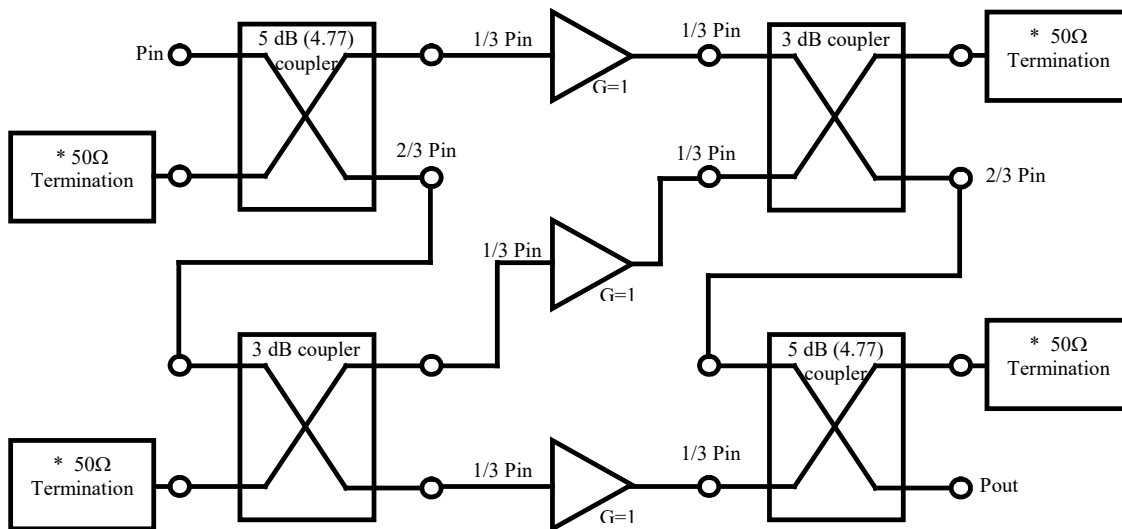 Pin
5 dB (4.77)
coupler
1/3 Pin
G=1
1/3 Pin
3 dB coupler
* 50Ω
Termination
* 50Ω
Termination
2/3 Pin
1/3 Pin
2/3 Pin
1/3 Pin
G=1
3 dB coupler
5 dB (4.77)
coupler
* 50Ω
Termination
* 50Ω
Termination
1/3 Pin
G=1
1/3 Pin
Pout